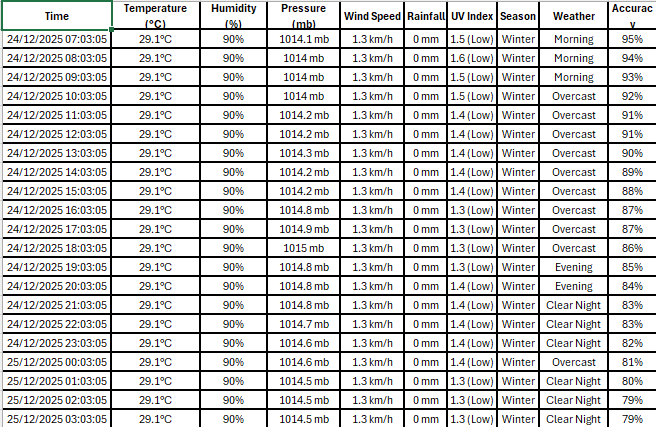 Time Temperature (°C) Humidity (%) Pressure (mb) Wind Speed Rainfall UV Index Season Weather Accuracy
24/12/2025 07:03:05 29.1°C 90% 1014.1 mb 1.3 km/h 0 mm 1.5 (Low) Winter Morning 95%
24/12/2025 08:03:05 29.1°C 90% 1014 mb 1.3 km/h 0 mm 1.6 (Low) Winter Morning 94%
24/12/2025 09:03:05 29.1°C 90% 1014 mb 1.3 km/h 0 mm 1.5 (Low) Winter Morning 93%
24/12/2025 10:03:05 29.1°C 90% 1014 mb 1.3 km/h 0 mm 1.5 (Low) Winter Overcast 92%
24/12/2025 11:03:05 29.1°C 90% 1014.2 mb 1.3 km/h 0 mm 1.4 (Low) Winter Overcast 91%
24/12/2025 12:03:05 29.1°C 90% 1014.2 mb 1.3 km/h 0 mm 1.4 (Low) Winter Overcast 91%
24/12/2025 13:03:05 29.1°C 90% 1014.3 mb 1.3 km/h 0 mm 1.4 (Low) Winter Overcast 90%
24/12/2025 14:03:05 29.1°C 90% 1014.2 mb 1.3 km/h 0 mm 1.4 (Low) Winter Overcast 89%
24/12/2025 15:03:05 29.1°C 90% 1014.2 mb 1.3 km/h 0 mm 1.4 (Low) Winter Overcast 88%
24/12/2025 16:03:05 29.1°C 90% 1014.8 mb 1.3 km/h 0 mm 1.3 (Low) Winter Overcast 87%
24/12/2025 17:03:05 29.1°C 90% 1014.9 mb 1.3 km/h 0 mm 1.3 (Low) Winter Overcast 87%
24/12/2025 18:03:05 29.1°C 90% 1015 mb 1.3 km/h 0 mm 1.3 (Low) Winter Overcast 86%
24/12/2025 19:03:05 29.1°C 90% 1014.8 mb 1.3 km/h 0 mm 1.3 (Low) Winter Evening 85%
24/12/2025 20:03:05 29.1°C 90% 1014.8 mb 1.3 km/h 0 mm 1.4 (Low) Winter Evening 84%
24/12/2025 21:03:05 29.1°C 90% 1014.8 mb 1.3 km/h 0 mm 1.4 (Low) Winter Clear Night 83%
24/12/2025 22:03:05 29.1°C 90% 1014.7 mb 1.3 km/h 0 mm 1.4 (Low) Winter Clear Night 83%
24/12/2025 23:03:05 29.1°C 90% 1014.6 mb 1.3 km/h 0 mm 1.4 (Low) Winter Clear Night 82%
25/12/2025 00:03:05 29.1°C 90% 1014.6 mb 1.3 km/h 0 mm 1.4 (Low) Winter Overcast 81%
25/12/2025 01:03:05 29.1°C 90% 1014.5 mb 1.3 km/h 0 mm 1.3 (Low) Winter Clear Night 80%
25/12/2025 02:03:05 29.1°C 90% 1014.5 mb 1.3 km/h 0 mm 1.3 (Low) Winter Clear Night 79%
25/12/2025 03:03:05 29.1°C 90% 1014.5 mb 1.3 km/h 0 mm 1.3 (Low) Winter Clear Night 79%